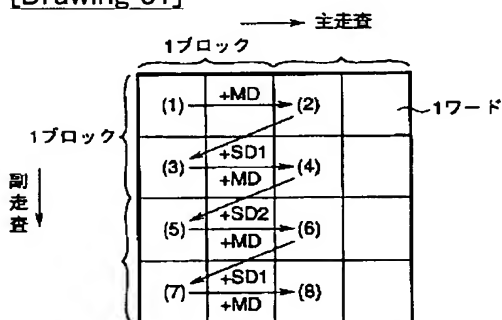 [Drawing 61]
主走査
1ブロック
(1) +MD (2)
1ワード
1ブロック
(3) +SD1 (4)
+MD
副走査
(5) +SD2 (6)
+MD
(7) +SD1 (8)
+MD